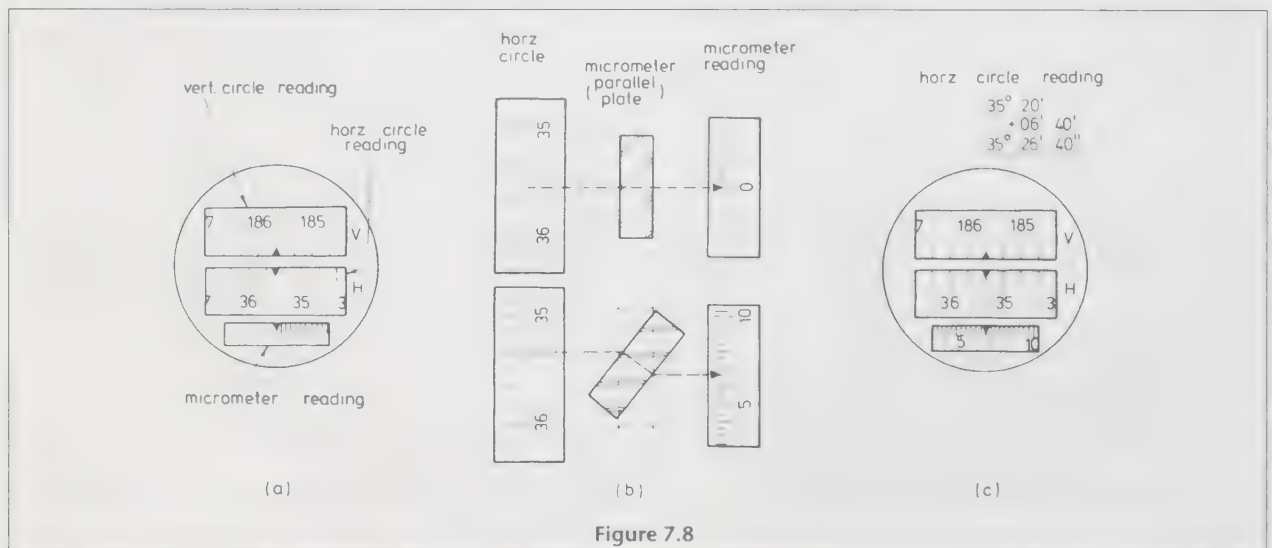 vert. circle reading
horz circle
reading
7 186 185
V
7 36 35 3
H
micrometer reading
(a)
horz
circle
micrometer
(parallel
plate)
micrometer
reading
35
36
0
35
36
10
5
(b)
horz circle reading
35° 20'
+ 06' 40'
35° 26' 40"
7 186 185
V
36 35 3
H
5 10
(c)
Figure 7.8